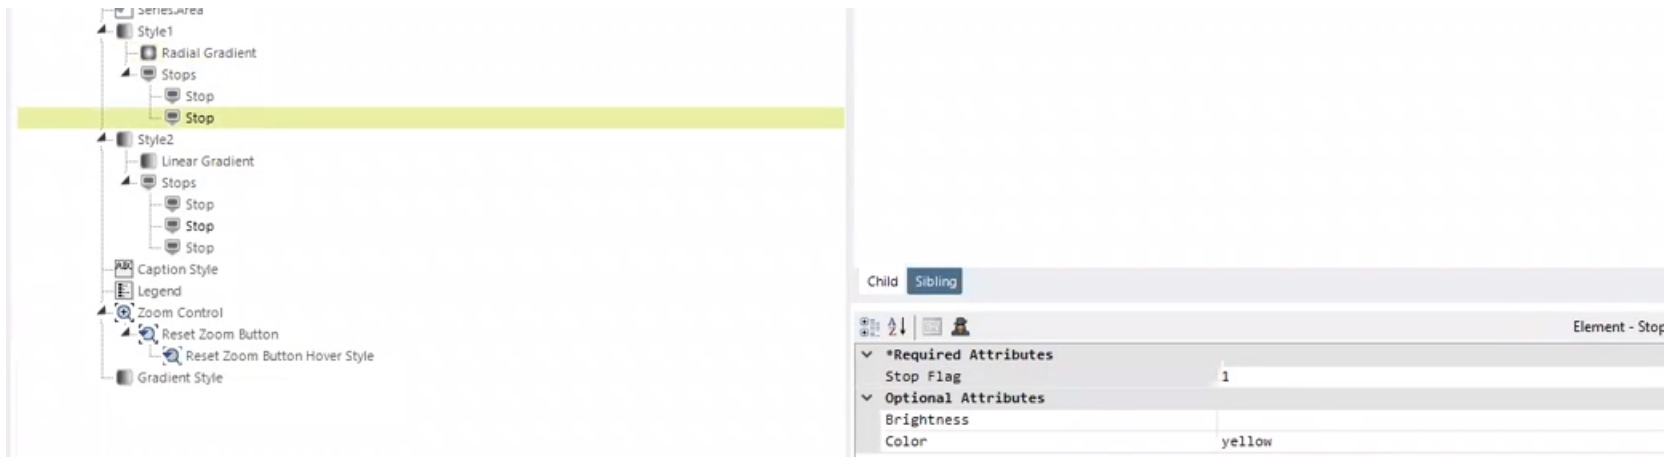 Series.Area
Style1
Radial Gradient
Stops
Stop
Stop
Style2
Linear Gradient
Stops
Stop
Stop
Stop
Caption Style
Legend
Zoom Control
Reset Zoom Button
Reset Zoom Button Hover Style
Gradient Style
Child Sibling
Element - Stop
*Required Attributes
Stop Flag 1
Optional Attributes
Brightness
Color yellow